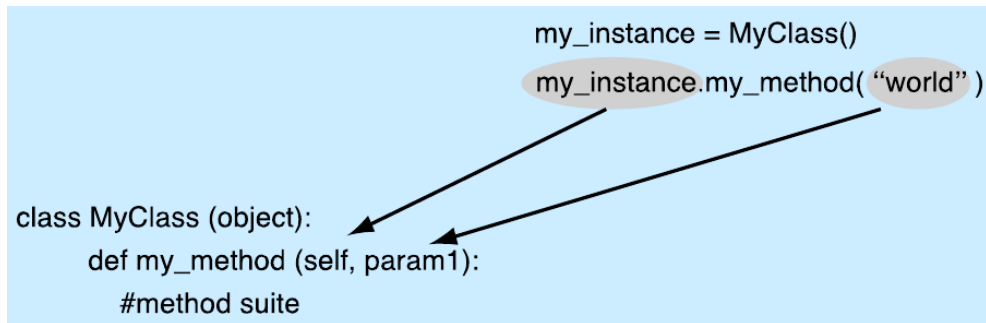 my_instance = MyClass()
my_instance.my_method( “world” )
class MyClass (object):
def my_method (self, param1):
#method suite